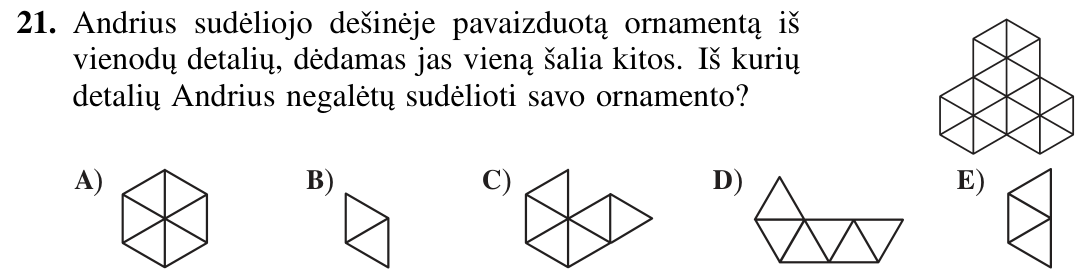 21. Andrius sudėliojo dešinėje pavaizduotą ornamentą iš
vienodų detalių, dėdamas jas vieną šalia kitos. Iš kurių
detalių Andrius negalėtų sudėlioti savo ornamento?
A) B) C) D) E)